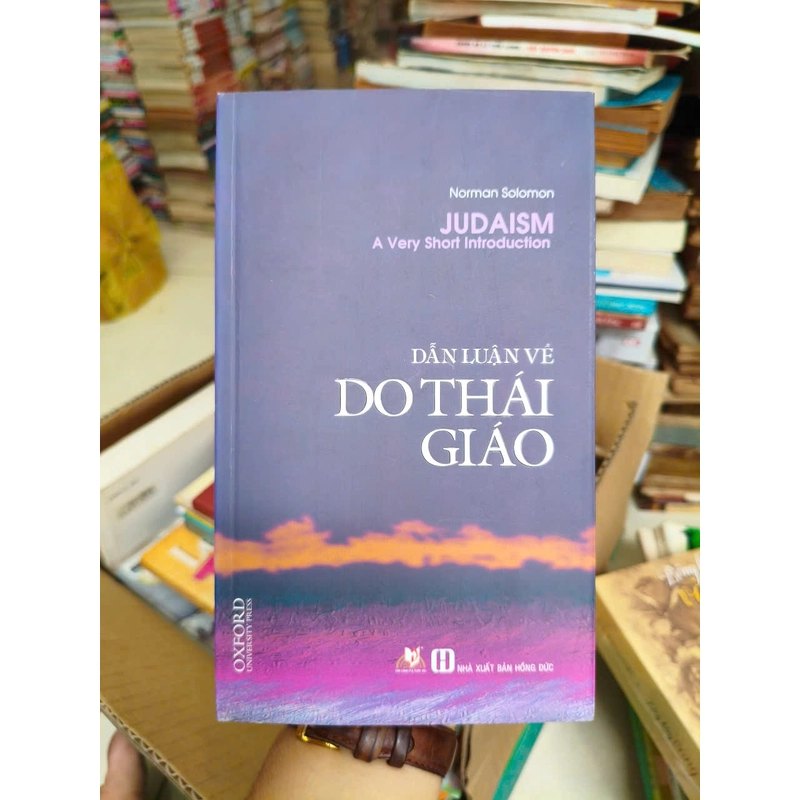 Norman Solomon
JUDAISM
A Very Short Introduction
DẪN LUẬN VỀ
DO THÁI
GIÁO
OXFORD
UNIVERSITY PRESS
NHÀ XUẤT BẢN HỒNG ĐỨC